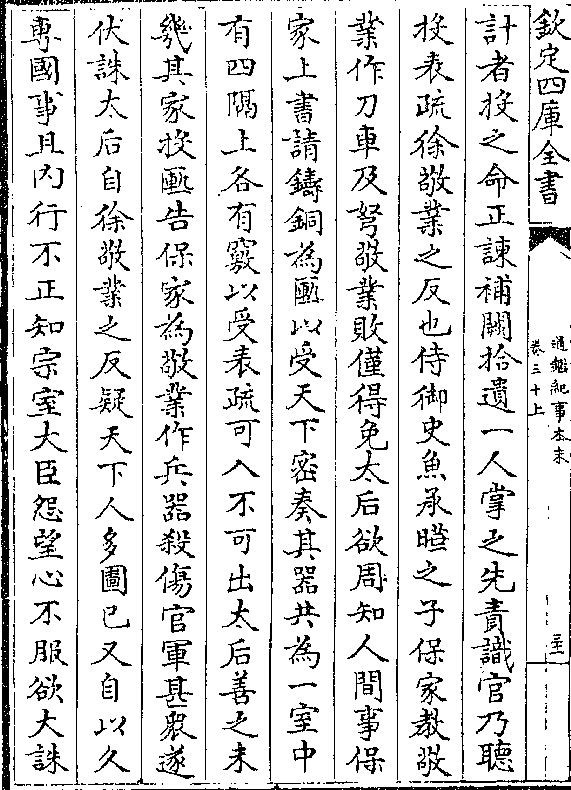 欽定四庫全書
通鑑紀事本末
卷三十上
計者投之命正諫補闕拾遺一人掌之先責識官乃聽
投表疏徐敬業之反也侍御史魚承曮之子保家教敬
業作刀車及弩敬業敗僅得免太后欲周知人間事保
家上書請鑄銅為匭以受天下密奏其器共為一室中
有四隔上各有竅以受表疏可入不可出太后善之未
幾其家投匭告保家為敬業作兵器殺傷官軍甚衆遂
伏誅太后自徐敬業之反疑天下人多圖已又自以久
專國事且内行不正知宗室大臣怨望心不服欲大誅